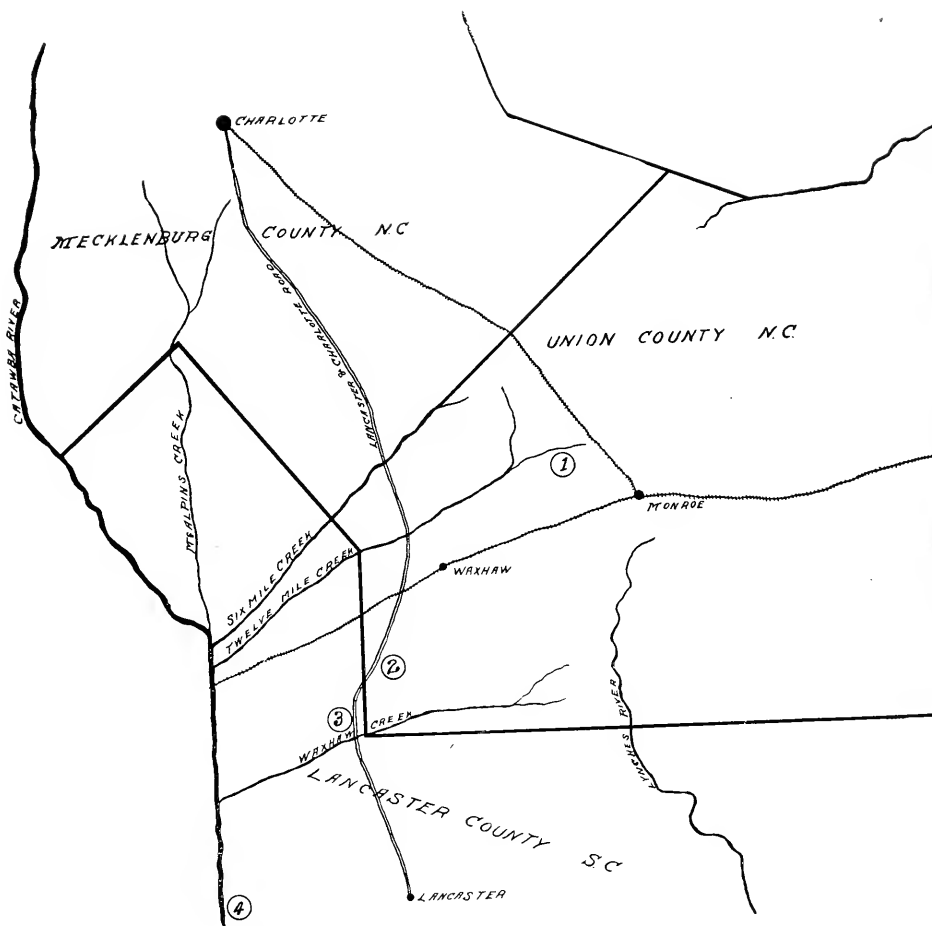 CHARLOTTE
MECKLENBURG COUNTY N.C
CATAWBA RIVER
LANCASTER & CHARLOTTE ROAD
UNION COUNTY N.C.
McALPINS CREEK
1
MONROE
SIX MILE CREEK
TWELVE MILE CREEK
WAXHAW
2
3
WAXHAW CREEK
LYNCHES RIVER
LANCASTER COUNTY S.C
LANCASTER
4